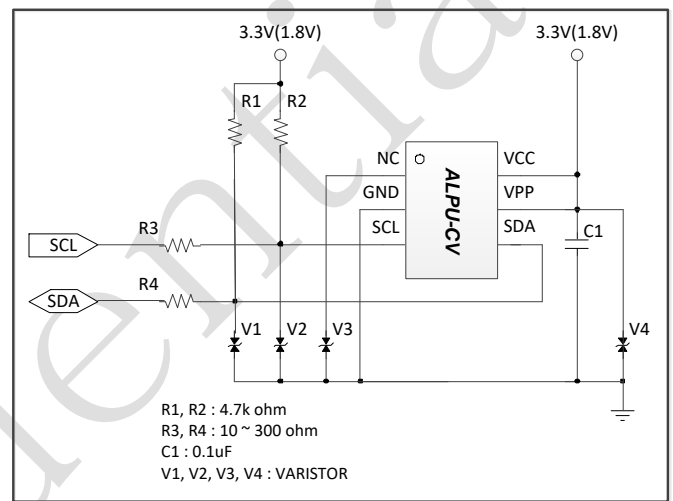 3.3V(1.8V) 3.3V(1.8V)
R1 R2
NC VCC
GND VPP
SCL SDA
ALPU-CV
C1
SCL R3
SDA R4
V1 V2 V3 V4
R1, R2 : 4.7k ohm
R3, R4 : 10 ~ 300 ohm
C1 : 0.1uF
V1, V2, V3, V4 : VARISTOR